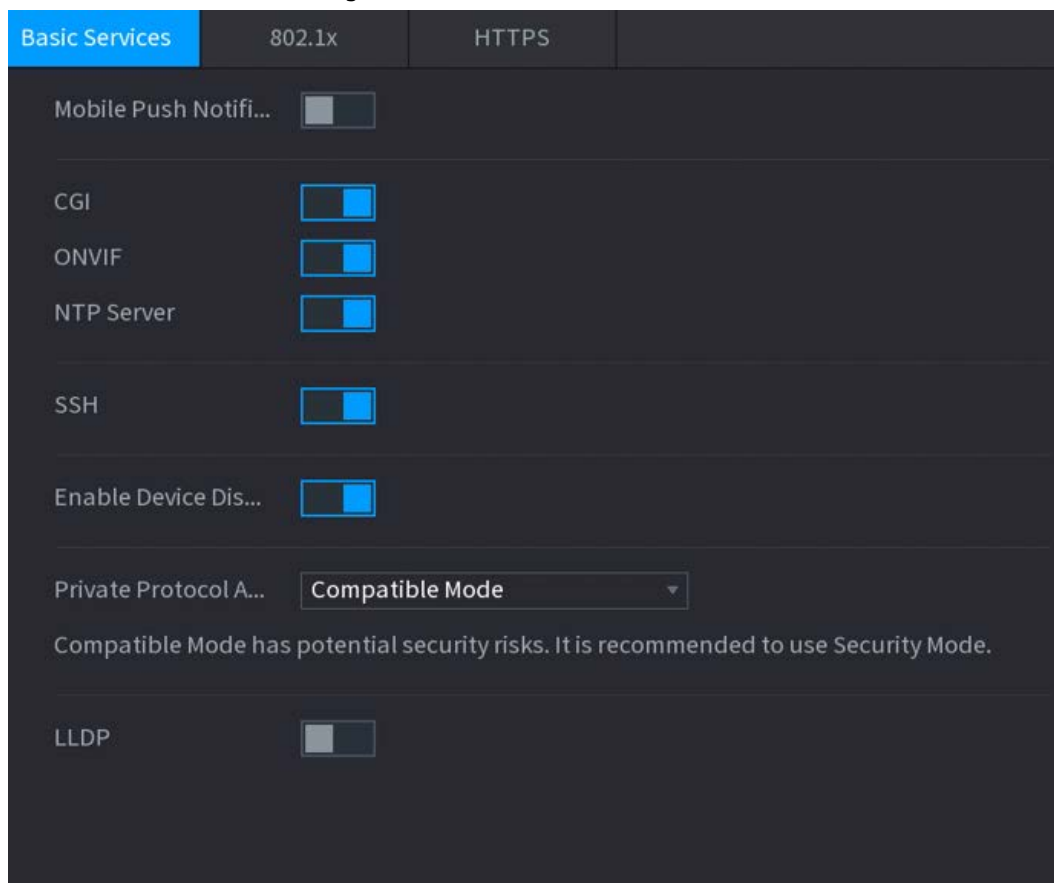 Basic Services 802.1x HTTPS
Mobile Push Notifi...
CGI
ONVIF
NTP Server
SSH
Enable Device Dis...
Private Protocol A... Compatible Mode
Compatible Mode has potential security risks. It is recommended to use Security Mode.
LLDP